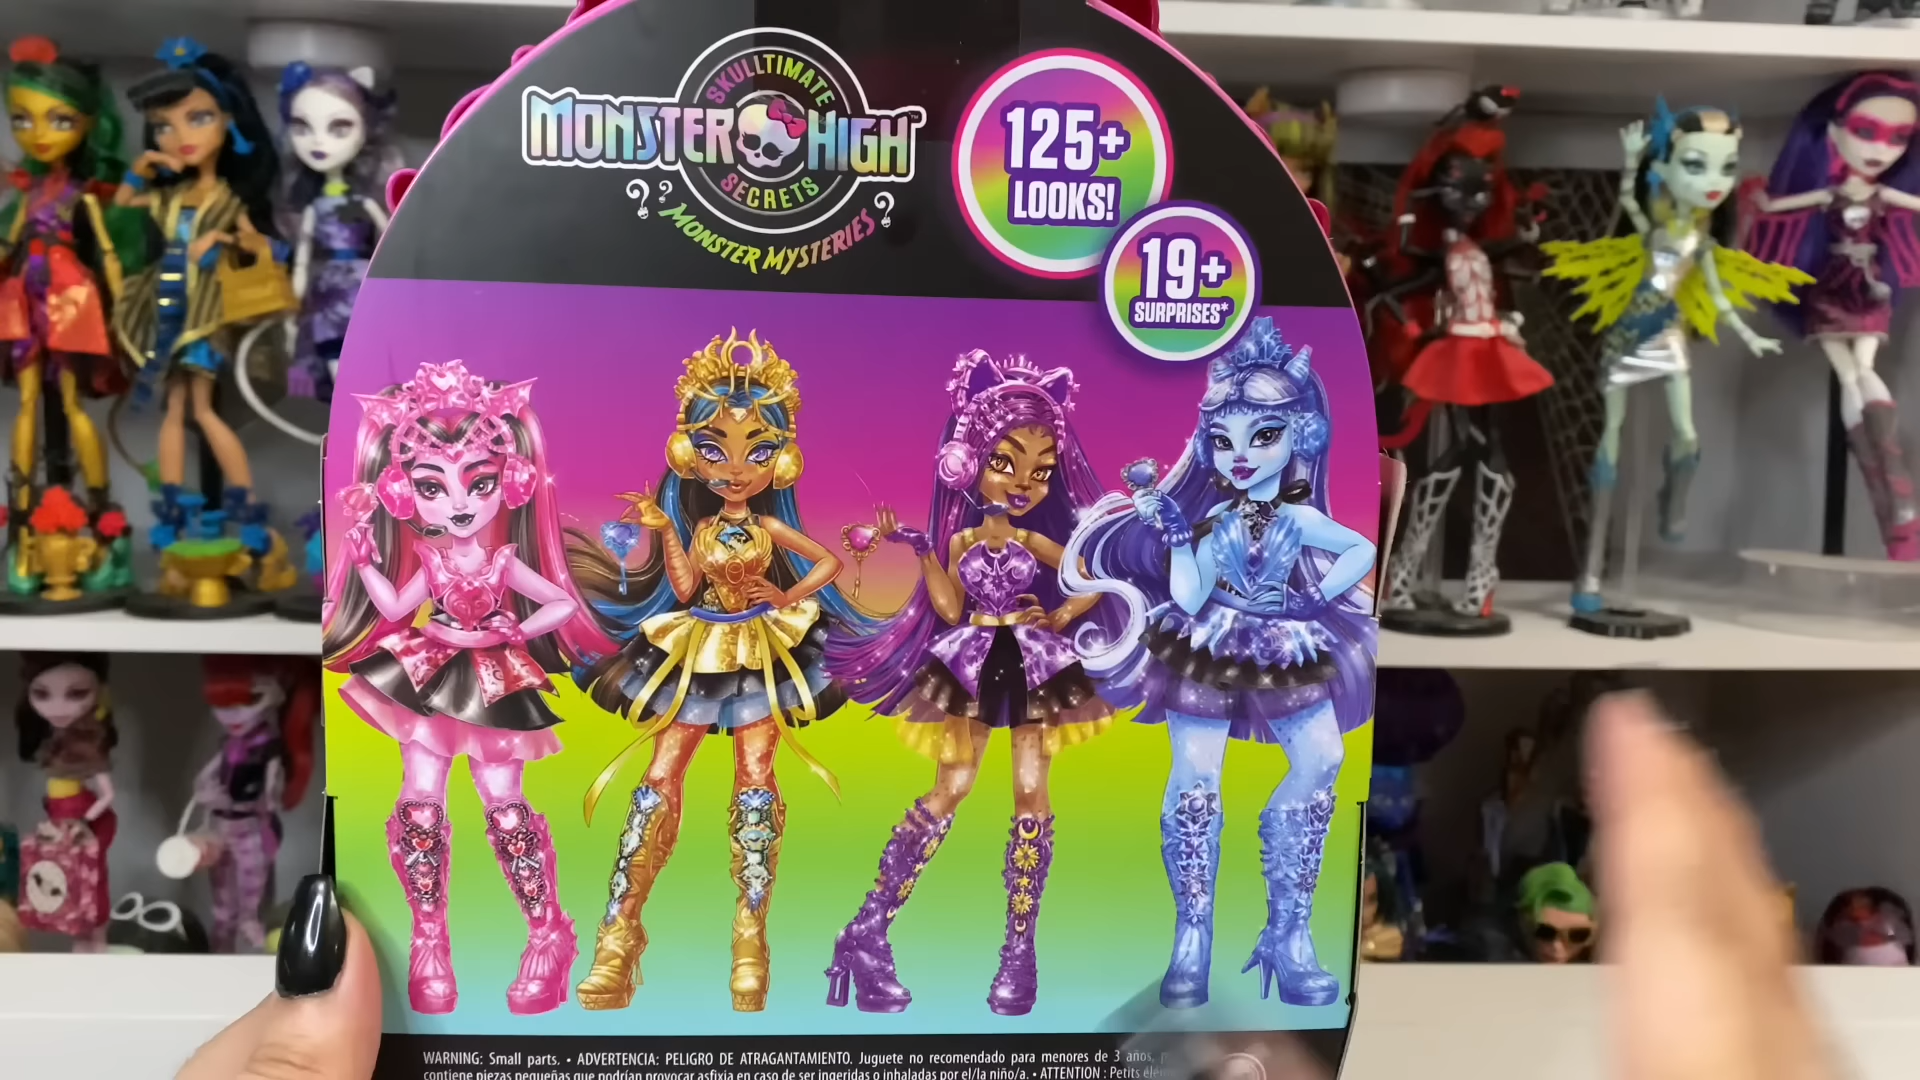 SKULLTIMATE
MONSTER HIGH™
SECRETS
MONSTER MYSTERIES
125+
LOOKS!
19+
SURPRISES*
WARNING: Small parts. • ADVERTENCIA: PELIGRO DE ATRAGANTAMIENTO. Juguete no recomendado para menores de 3 años,
contiene piezas pequeñas que podrían provocar asfixia en caso de ser ingeridas o inhaladas por el/la niño/a. • ATTENTION : Petits